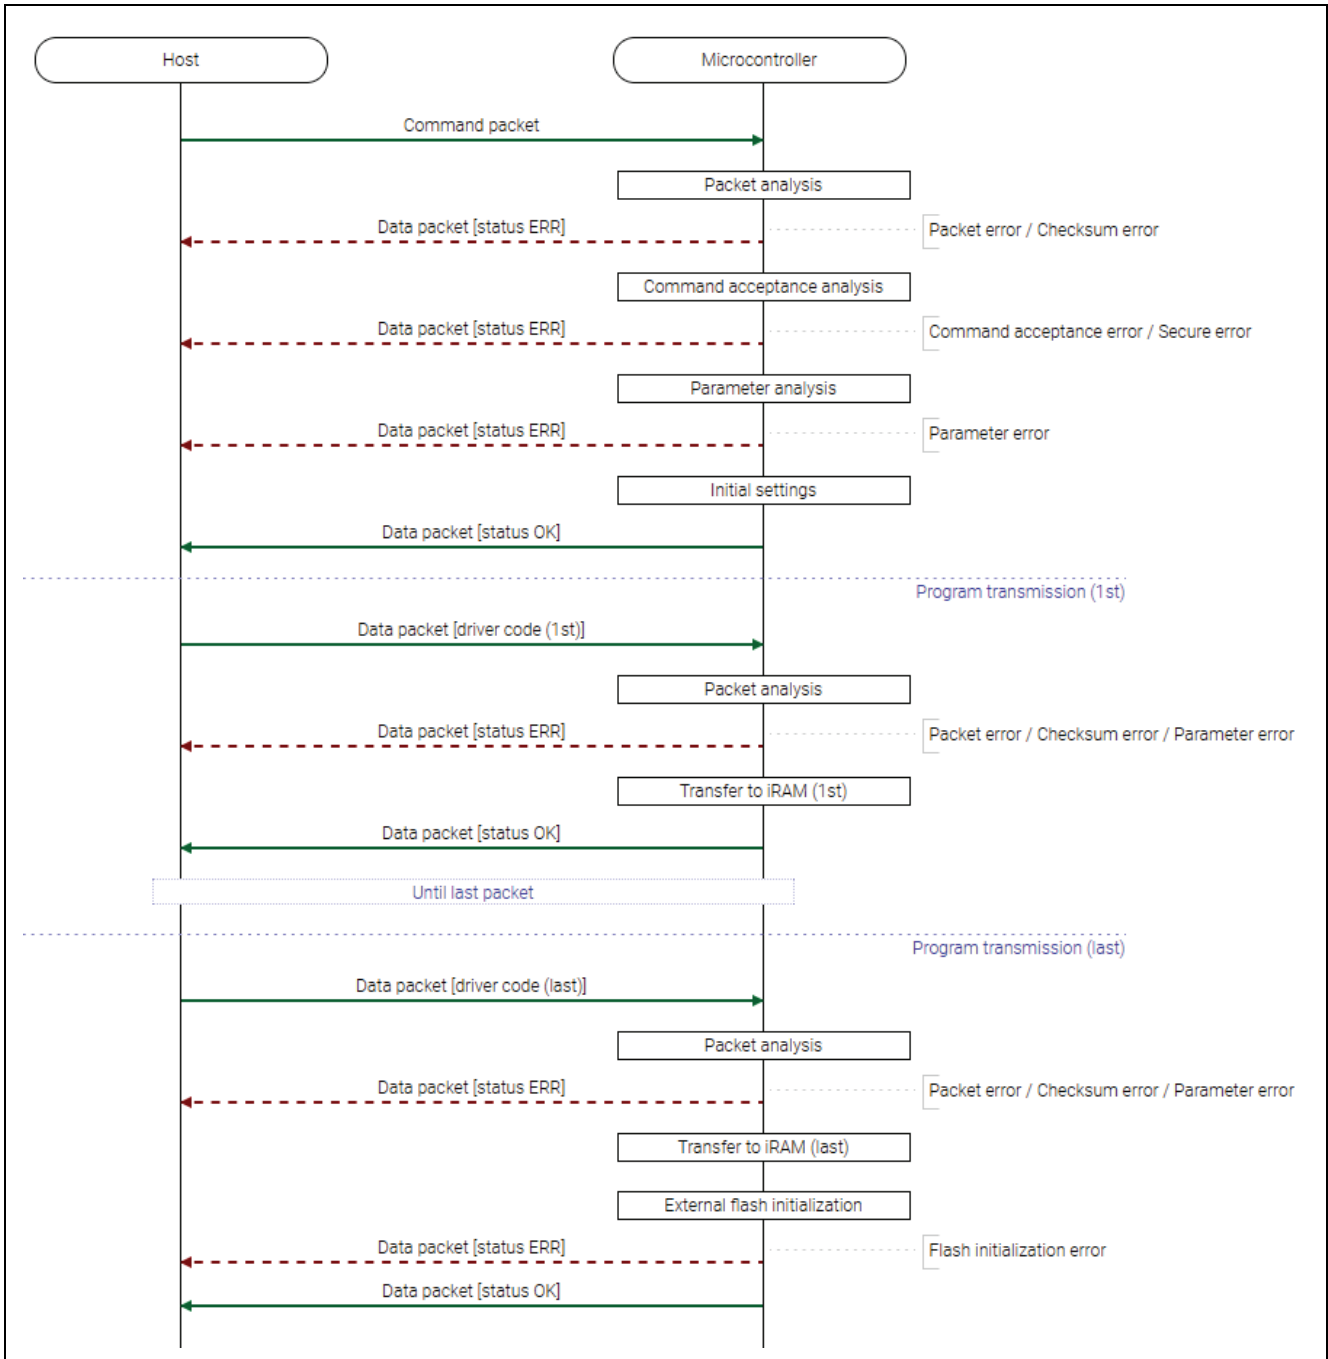 Host
Microcontroller
Command packet
Packet analysis
Data packet [status ERR]
Packet error / Checksum error
Command acceptance analysis
Data packet [status ERR]
Command acceptance error / Secure error
Parameter analysis
Data packet [status ERR]
Parameter error
Initial settings
Data packet [status OK]
Program transmission (1st)
Data packet [driver code (1st)]
Packet analysis
Data packet [status ERR]
Packet error / Checksum error / Parameter error
Transfer to iRAM (1st)
Data packet [status OK]
Until last packet
Program transmission (last)
Data packet [driver code (last)]
Packet analysis
Data packet [status ERR]
Packet error / Checksum error / Parameter error
Transfer to iRAM (last)
External flash initialization
Data packet [status ERR]
Flash initialization error
Data packet [status OK]